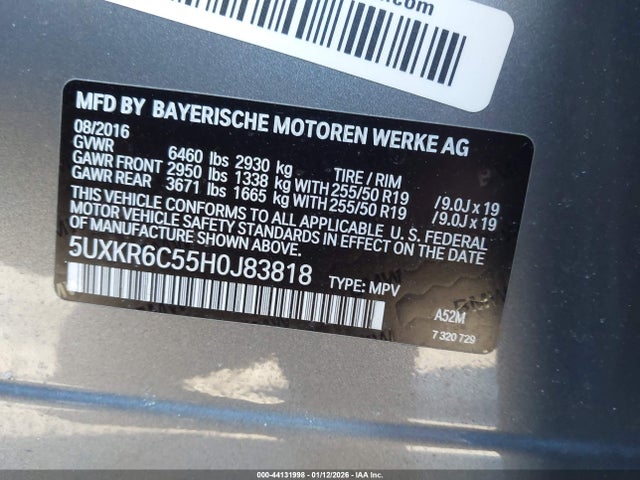 .com
MFD BY BAYERISCHE MOTOREN WERKE AG
08/2016
GVWR 6460 lbs 2930 kg TIRE / RIM
GAWR FRONT 2950 lbs 1338 kg WITH 255/50 R19 /9.0J x 19
GAWR REAR 3671 lbs 1665 kg WITH 255/50 R19 /9.0J x 19
THIS VEHICLE CONFORMS TO ALL APPLICABLE U.S. FEDERAL
MOTOR VEHICLE SAFETY STANDARDS IN EFFECT ON THE DATE
OF MANUFACTURE SHOWN ABOVE.
5UXKR6C55H0J83818 TYPE: MPV
A52M
7 320 729
000-44131998 - 01/12/2026 - IAA Inc.